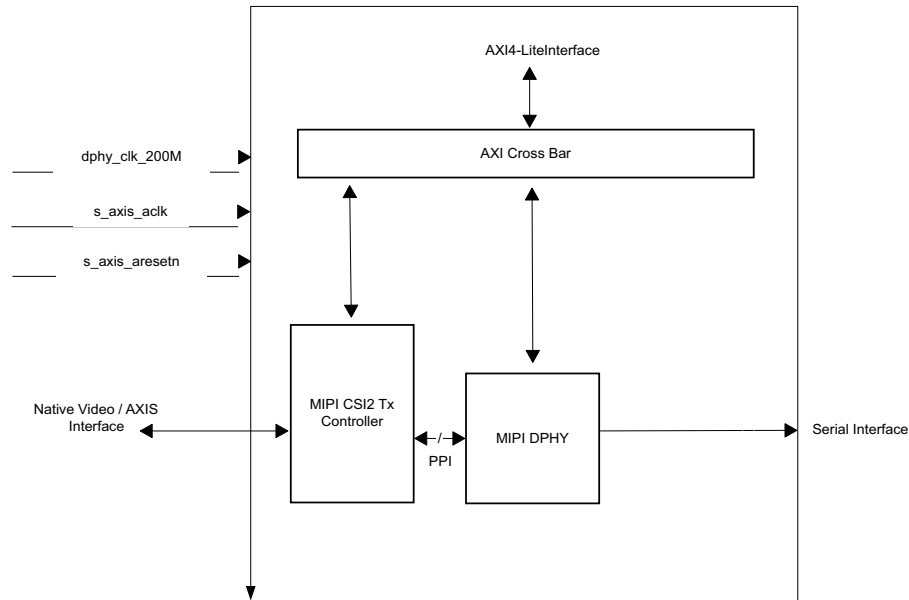 AXI4-LiteInterface
AXI Cross Bar
dphy_clk_200M
s_axis_aclk
s_axis_aresetn
Native Video / AXIS
Interface
MIPI CSI2 Tx
Controller
PPI
MIPI DPHY
Serial Interface